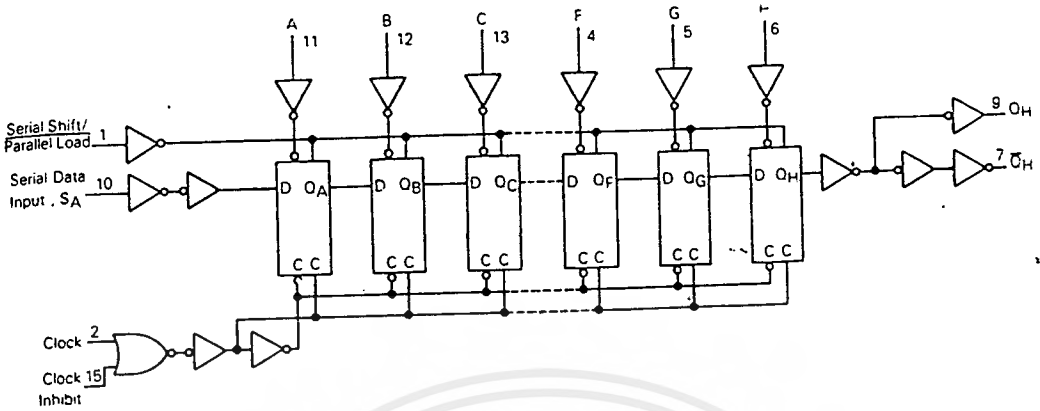 A B C F G
11 12 13 4 5 6
Serial Shift/
Parallel Load 1
Serial Data 10
Input, SA
D QA D QB D QC D QF D QG D QH
9 QH
7 Q̅H
C C C C C C C C C C C C
Clock 2
Clock 15
Inhibit